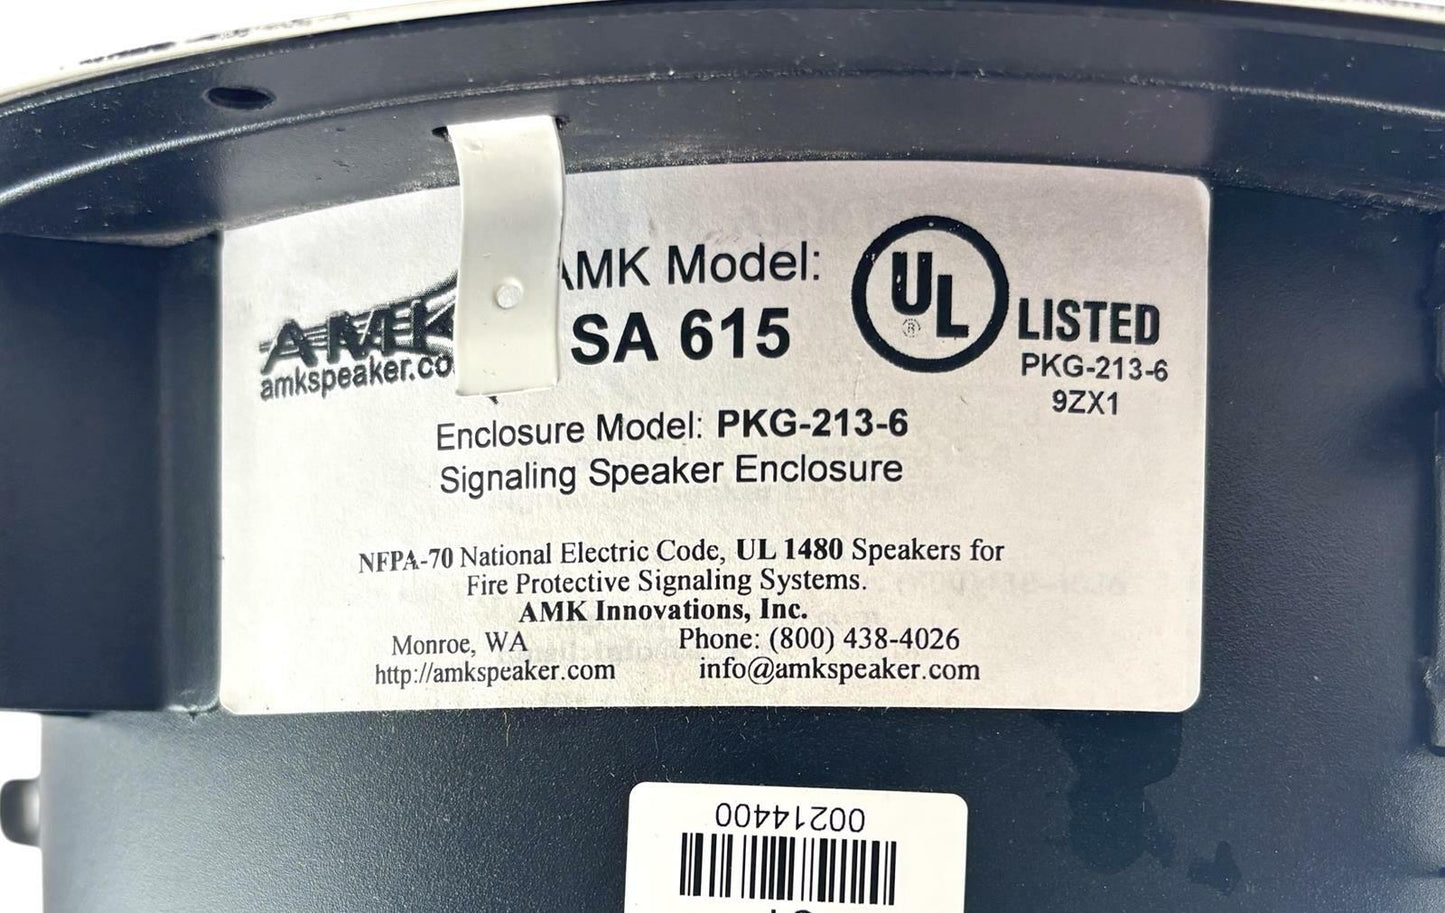 AMK
amkspeaker.co
AMK Model:
SA 615
UL
®
LISTED
PKG-213-6
9ZX1
Enclosure Model: PKG-213-6
Signaling Speaker Enclosure
NFPA-70 National Electric Code, UL 1480 Speakers for
Fire Protective Signaling Systems.
AMK Innovations, Inc.
Monroe, WA Phone: (800) 438-4026
http://amkspeaker.com info@amkspeaker.com
00214400